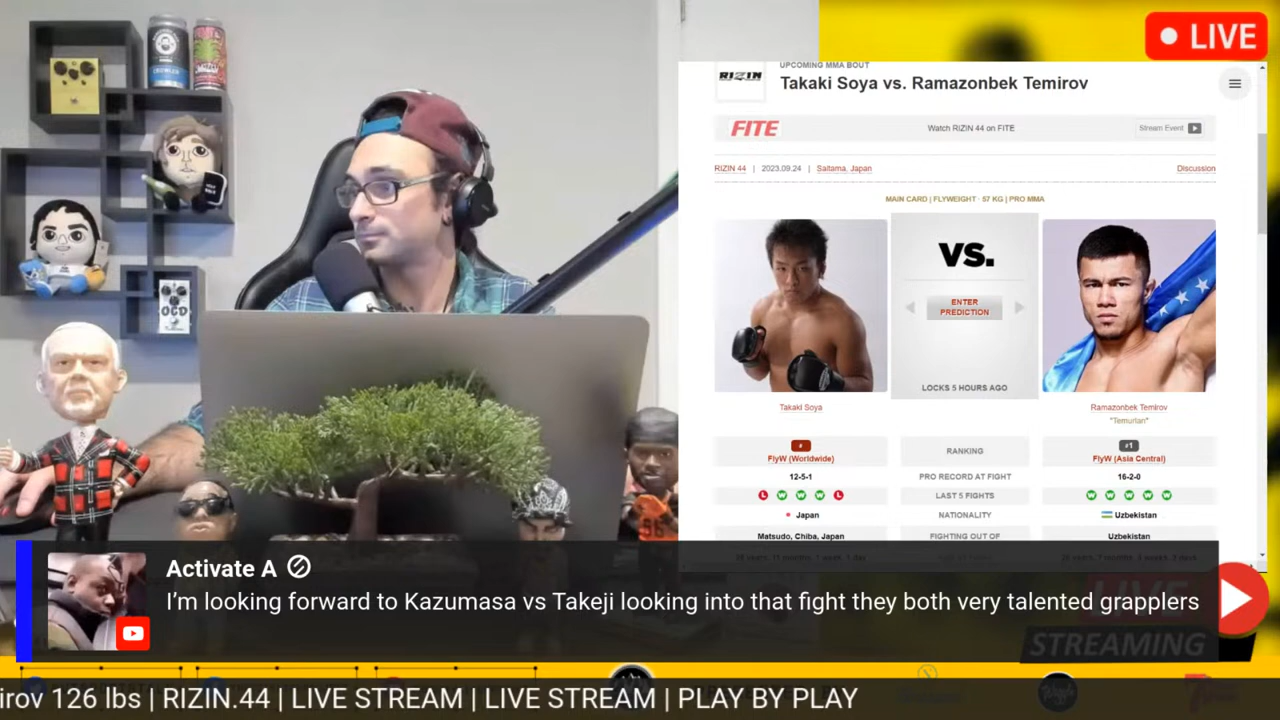 LIVE
RIZIN
UPCOMING MMA BOUT
Takaki Soya vs. Ramazonbek Temirov
FITE
Watch RIZIN 44 on FITE
Stream Event
RIZIN 44 | 2023.09.24 | Saitama, Japan
Discussion
MAIN CARD | FLYWEIGHT · 57 KG | PRO MMA
VS.
ENTER
PREDICTION
LOCKS 5 HOURS AGO
Takaki Soya
Ramazonbek Temirov
"Temurlan"
#
RANKING
#1
FlyW (Worldwide)
FlyW (Asia Central)
12-5-1
PRO RECORD AT FIGHT
16-2-0
L W W W L
LAST 5 FIGHTS
W W W W W
Japan
NATIONALITY
Uzbekistan
Matsudo, Chiba, Japan
FIGHTING OUT OF
Uzbekistan
OCD
Activate A
I'm looking forward to Kazumasa vs Takeji looking into that fight they both very talented grapplers
LIVE
STREAMING
irov 126 lbs | RIZIN.44 | LIVE STREAM | LIVE STREAM | PLAY BY PLAY